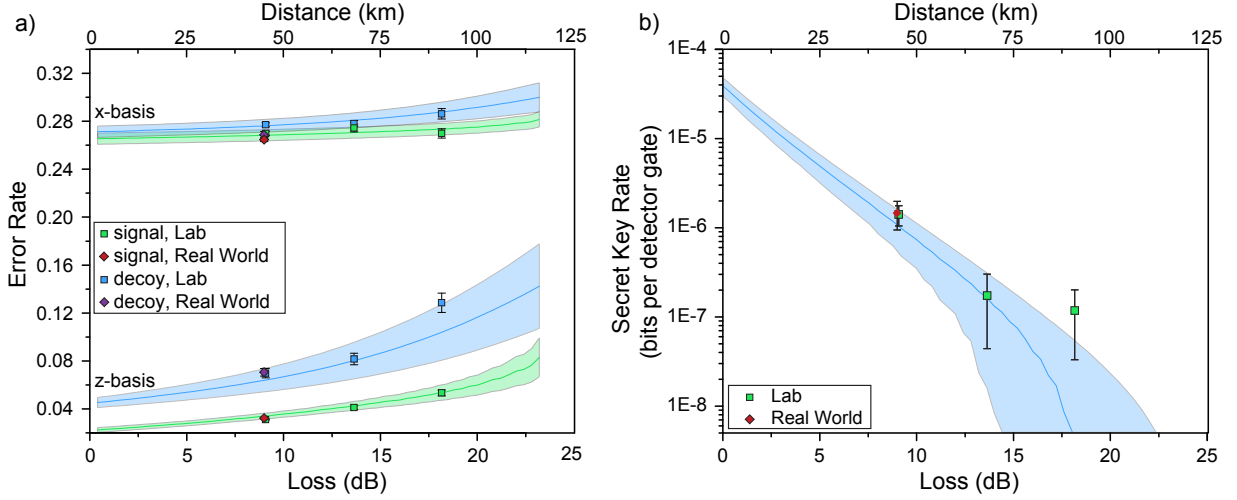 a)
Distance (km)
0 25 50 75 100 125
0.32
0.28
0.24
0.20
0.16
0.12
0.08
0.04
Error Rate
x-basis
signal, Lab
signal, Real World
decoy, Lab
decoy, Real World
z-basis
0 5 10 15 20 25
Loss (dB)
b)
Distance (km)
0 25 50 75 100 125
1E-4
1E-5
1E-6
1E-7
1E-8
Secret Key Rate
(bits per detector gate)
Lab
Real World
0 5 10 15 20 25
Loss (dB)